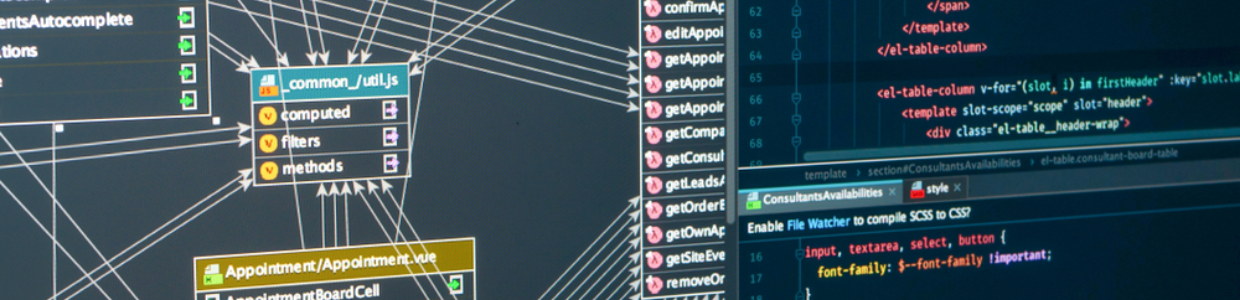 entsAutocomplete
tions
_common_/util.js
computed
filters
methods
Appointment/Appointment.vue
AppointmentBoardCell
confirmAp
editAppoi
getAppoir
getAppoir
getAppoir
getCompa
getConsul
getLeadsA
getOrderE
getOwnAp
getSiteEve
removeOr
62 </span>
63 </template>
64 </el-table-column>
65
66 <el-table-column v-for="(slot, i) in firstHeader" :key="slot.la
67 <template slot-scope="scope" slot="header">
68 <div class="el-table__header-wrap">
template section#ConsultantsAvailabilities el-table.consultant-board-table
ConsultantsAvailabilities style
Enable File Watcher to compile SCSS to CSS?
16 input, textarea, select, button {
17 font-family: $--font-family !important;
}